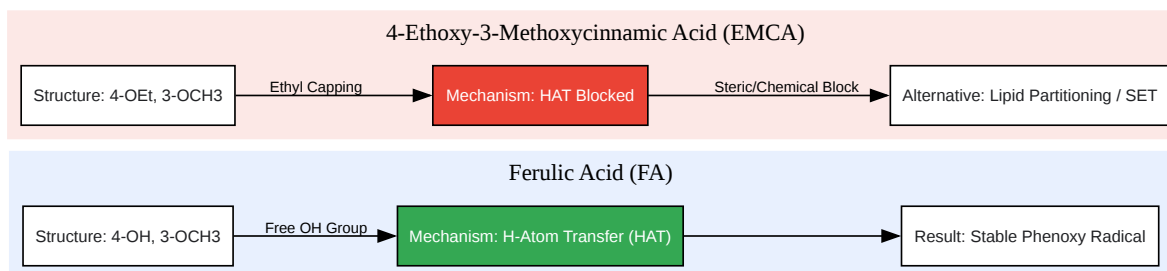 4-Ethoxy-3-Methoxycinnamic Acid (EMCA)
Structure: 4-OEt, 3-OCH3
Ethyl Capping
Mechanism: HAT Blocked
Steric/Chemical Block
Alternative: Lipid Partitioning / SET
Ferulic Acid (FA)
Structure: 4-OH, 3-OCH3
Free OH Group
Mechanism: H-Atom Transfer (HAT)
Result: Stable Phenoxy Radical